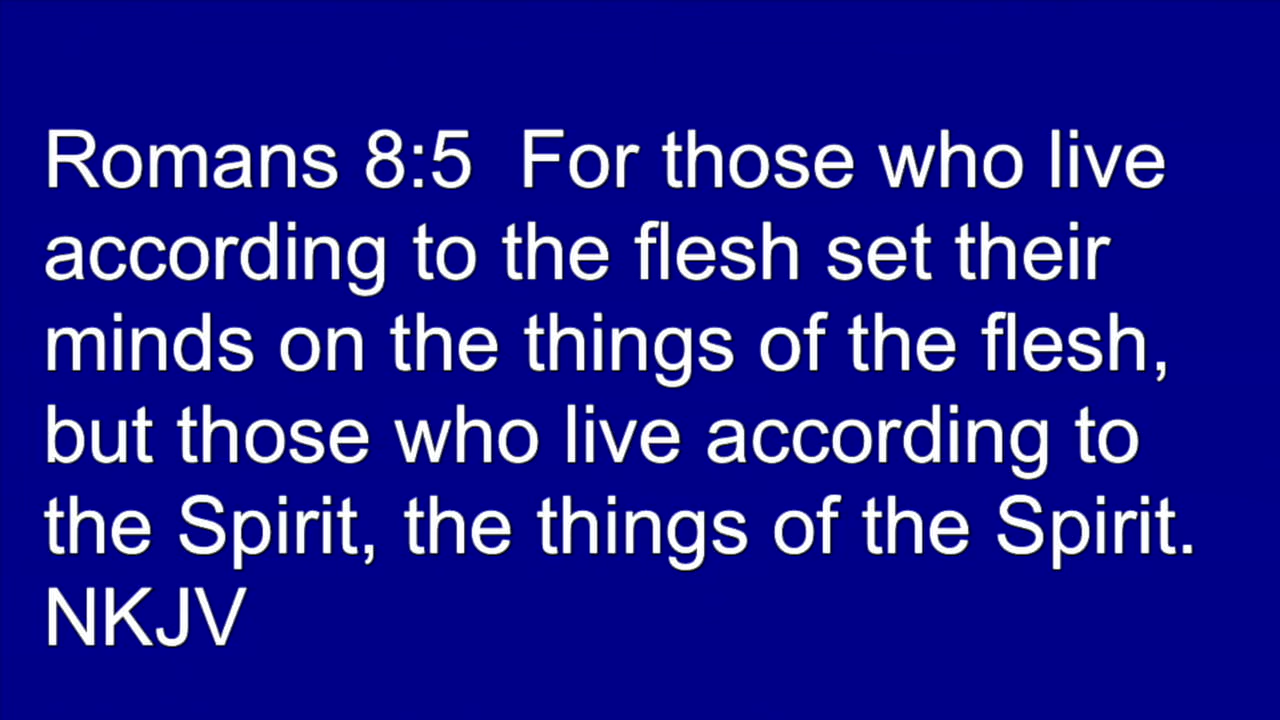 Romans 8:5  For those who live
according to the flesh set their
minds on the things of the flesh,
but those who live according to
the Spirit, the things of the Spirit.
NKJV